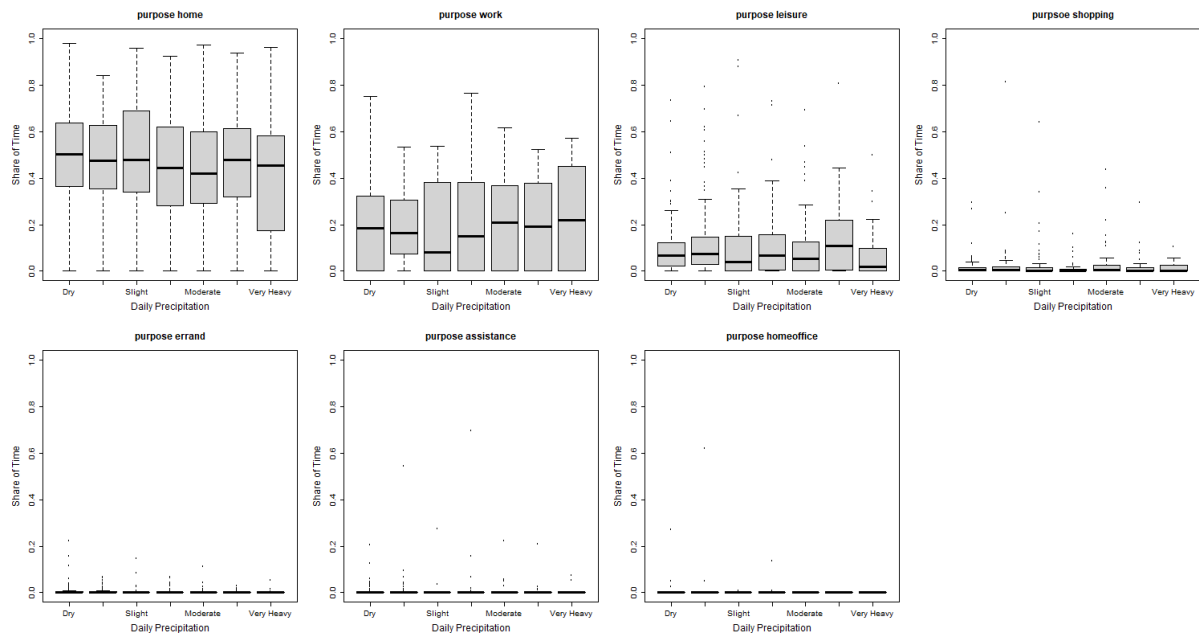 purpose home
purpose work
purpose leisure
purpsoe shopping
Share of Time
0.0 0.2 0.4 0.6 0.8 1.0
Dry Slight Moderate Very Heavy
Daily Precipitation
Share of Time
0.0 0.2 0.4 0.6 0.8 1.0
Dry Slight Moderate Very Heavy
Daily Precipitation
Share of Time
0.0 0.2 0.4 0.6 0.8 1.0
Dry Slight Moderate Very Heavy
Daily Precipitation
Share of Time
0.0 0.2 0.4 0.6 0.8 1.0
Dry Slight Moderate Very Heavy
Daily Precipitation
purpose errand
purpose assistance
purpose homeoffice
Share of Time
0.0 0.2 0.4 0.6 0.8 1.0
Dry Slight Moderate Very Heavy
Daily Precipitation
Share of Time
0.0 0.2 0.4 0.6 0.8 1.0
Dry Slight Moderate Very Heavy
Daily Precipitation
Share of Time
0.0 0.2 0.4 0.6 0.8 1.0
Dry Slight Moderate Very Heavy
Daily Precipitation